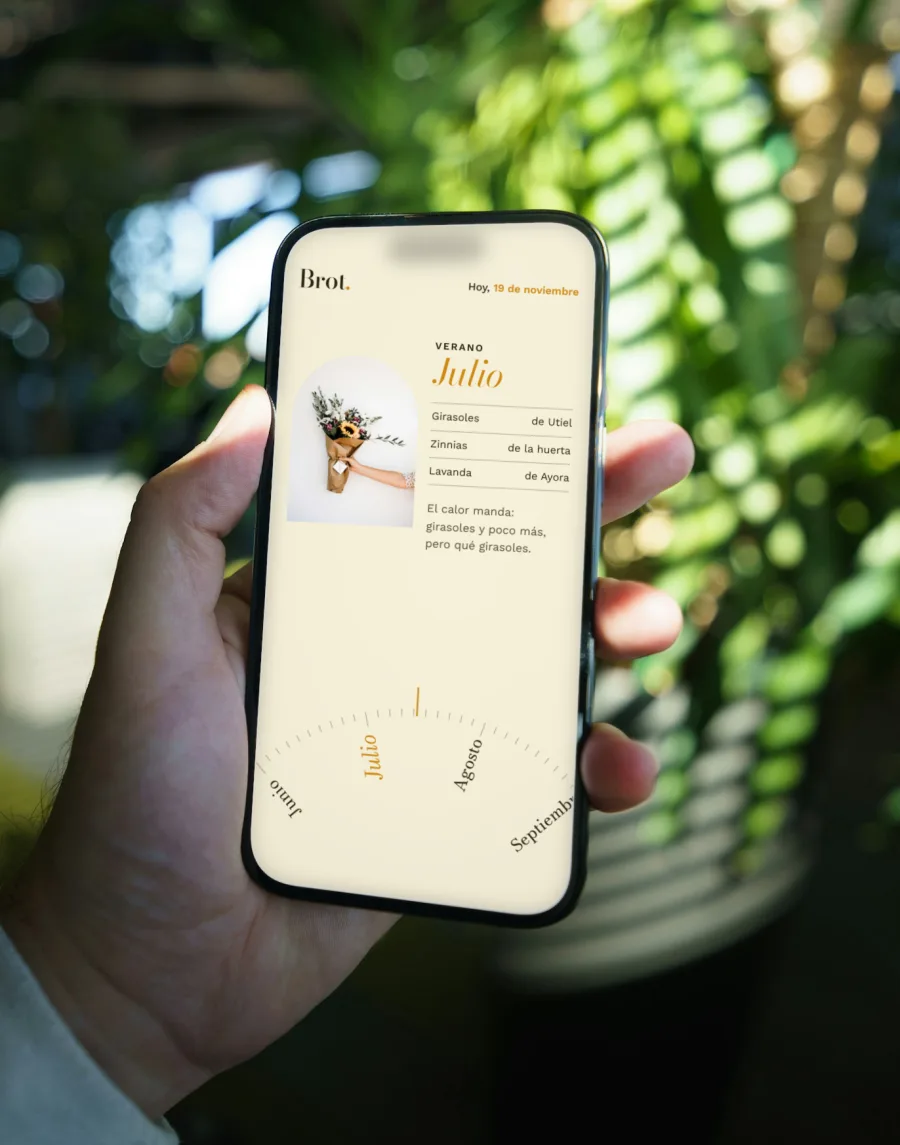 Brot.
Hoy, 19 de noviembre
VERANO
Julio
Girasoles de Utiel
Zinnias de la huerta
Lavanda de Ayora
El calor manda:
girasoles y poco más,
pero qué girasoles.
Junio
Julio
Agosto
Septiemb